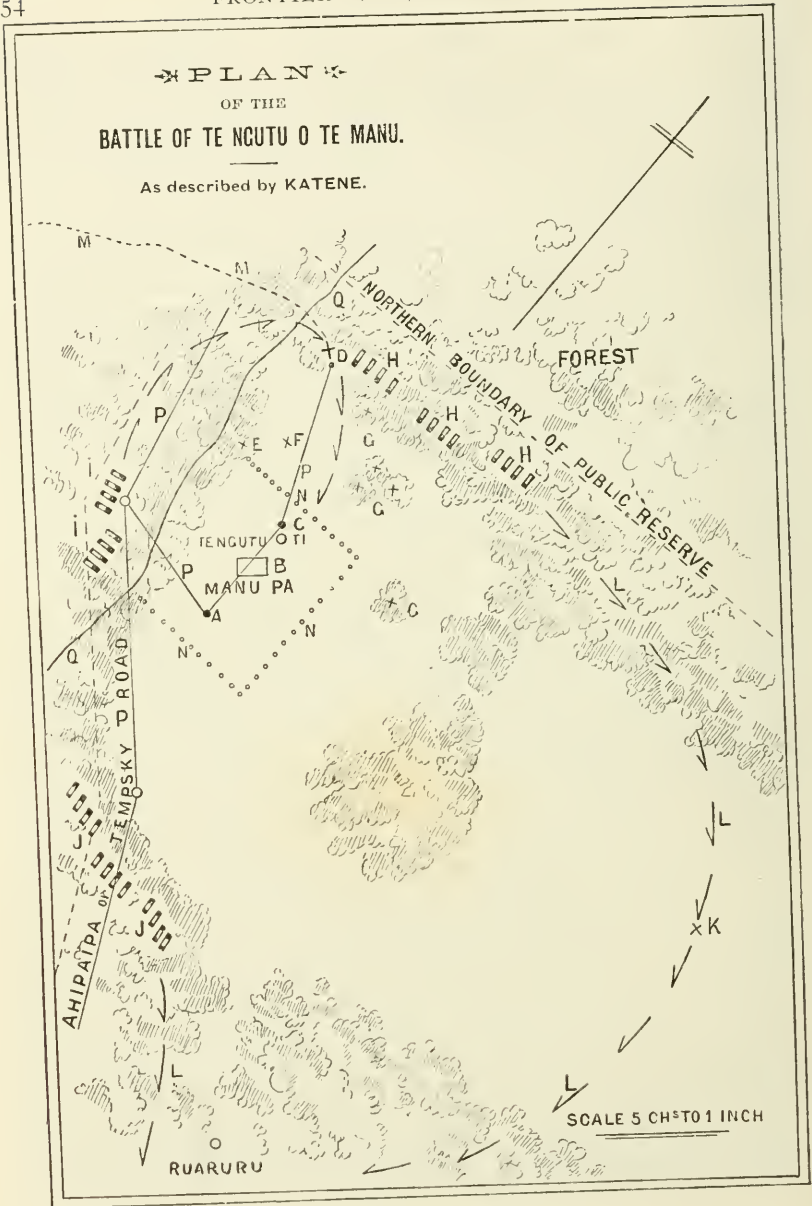 54
PLAN
OF THE
BATTLE OF TE NGUTU O TE MANU.
As described by KATENE.
M
M
Q
NORTHERN BOUNDARY OF PUBLIC RESERVE
FOREST
D
H
H
H
P
E
F
P
N
G
G
i
i
C
TENGUTU
O TI
B
MANU PA
P
A
G
N
N
L
Q
AHIPAIPA or TEMPSKY ROAD
P
J
J
L
K
L
L
SCALE 5 CHS TO 1 INCH
RUARURU